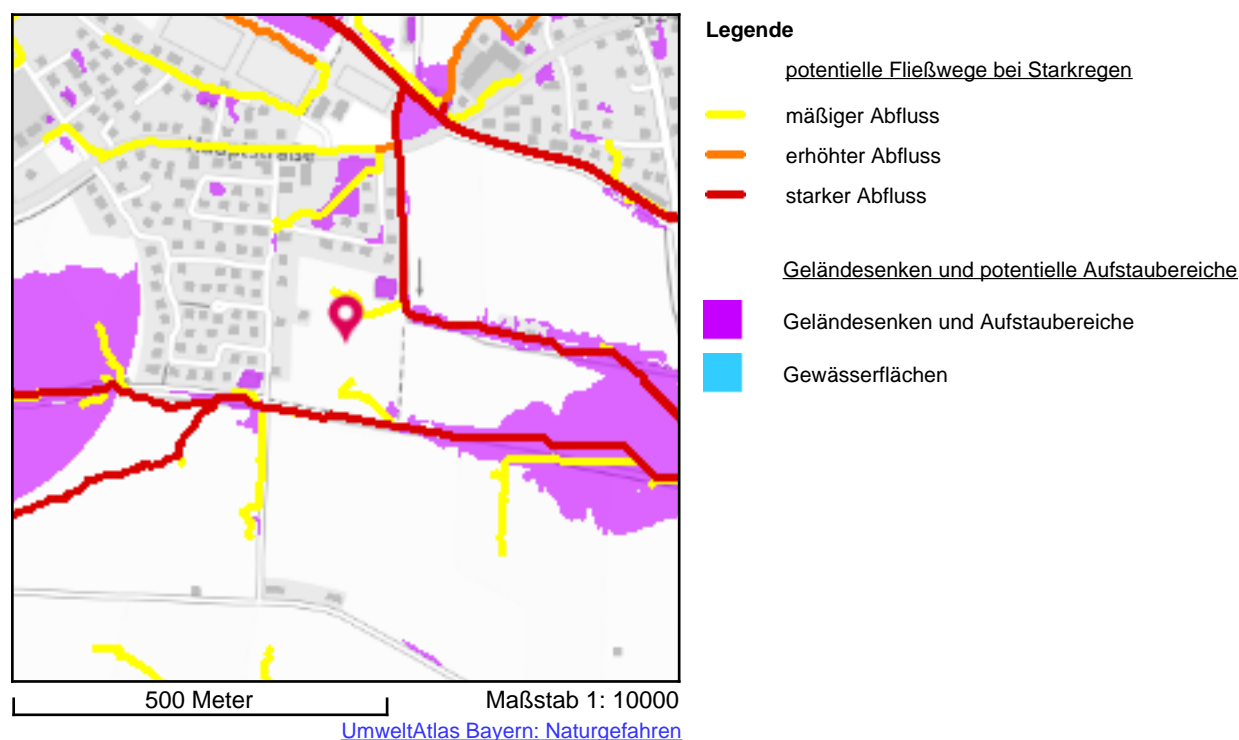 Hauptstraße
Legende
potentielle Fließwege bei Starkregen
mäßiger Abfluss
erhöhter Abfluss
starker Abfluss
Geländesenken und potentielle Aufstaubereiche
Geländesenken und Aufstaubereiche
Gewässerflächen
500 Meter
Maßstab 1: 10000
UmweltAtlas Bayern: Naturgefahren